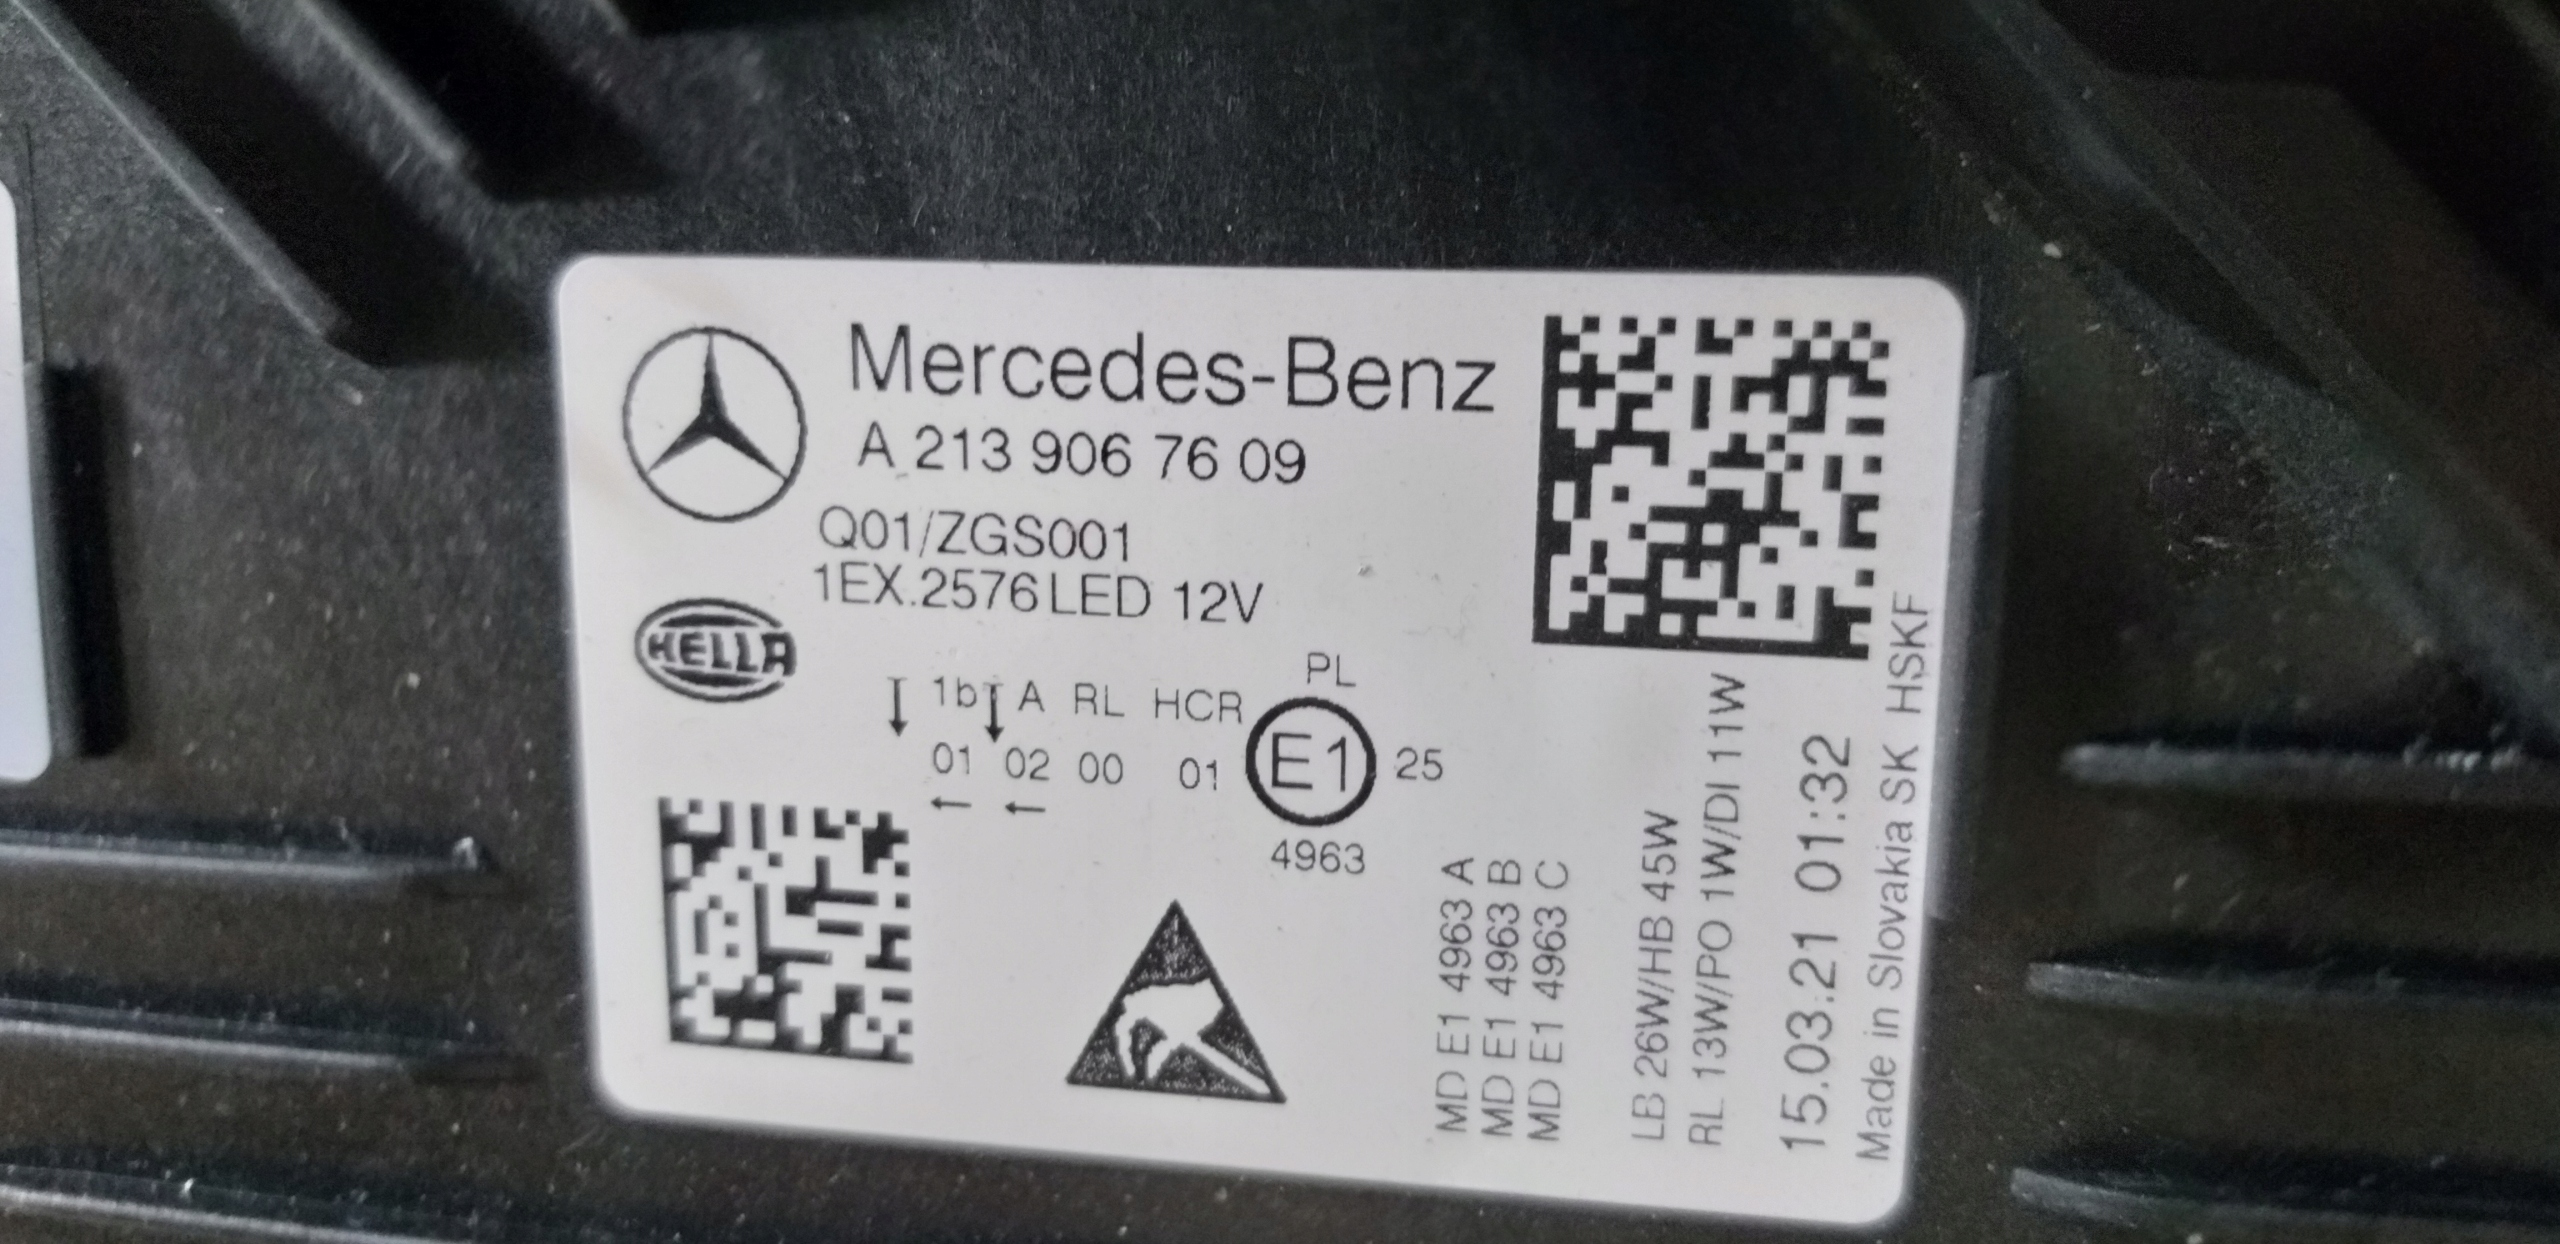 Mercedes-Benz
A 213 906 76 09
Q01/ZGS001
1EX.2576 LED 12V
HELLA
PL
1b A RL HCR
01 02 00 01 E1 25
← ←
4963
MD E1 4963 A
MD E1 4963 B
MD E1 4963 C
LB 26W/HB 45W
RL 13W/PO 1W/DI 11W
15.03.21 01:32
Made in Slovakia SK HSKF